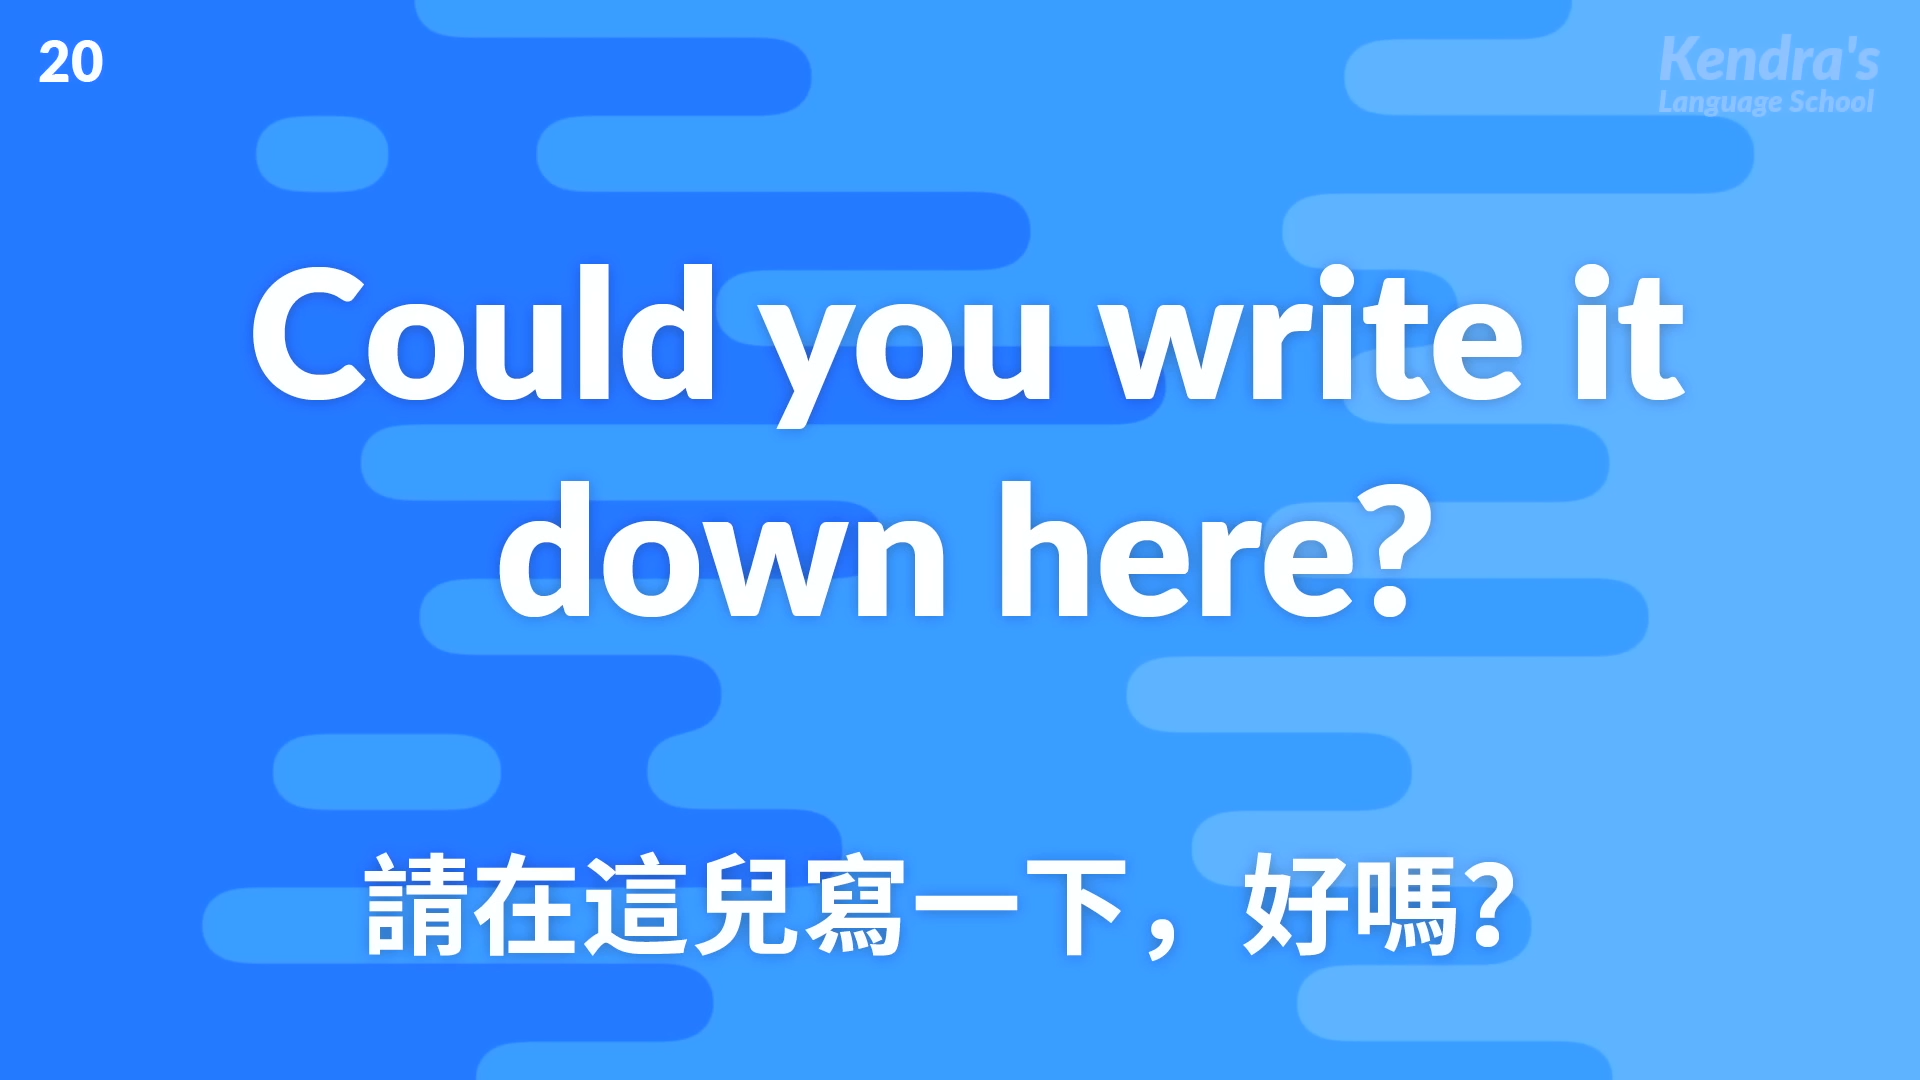 20
Kendra's
Language School
Could you write it
down here?
請在這兒寫一下，好嗎？